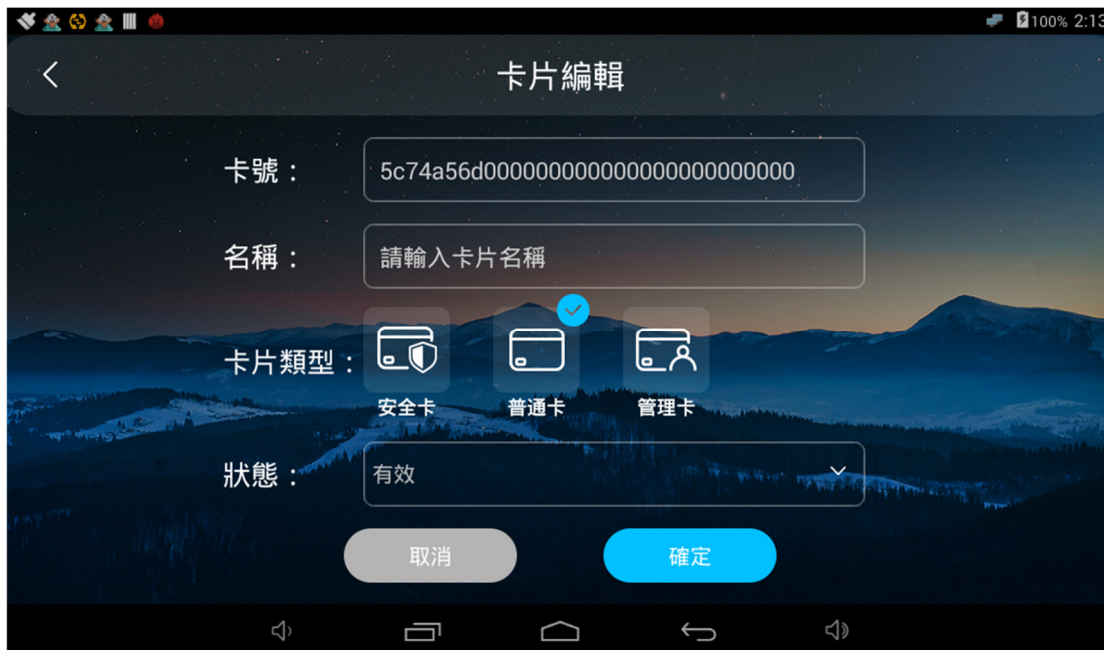 100% 2:13
卡片編輯
卡號：
5c74a56d000000000000000000000000
名稱：
請輸入卡片名稱
卡片類型：
安全卡 普通卡 管理卡
狀態：
有效
取消 確定